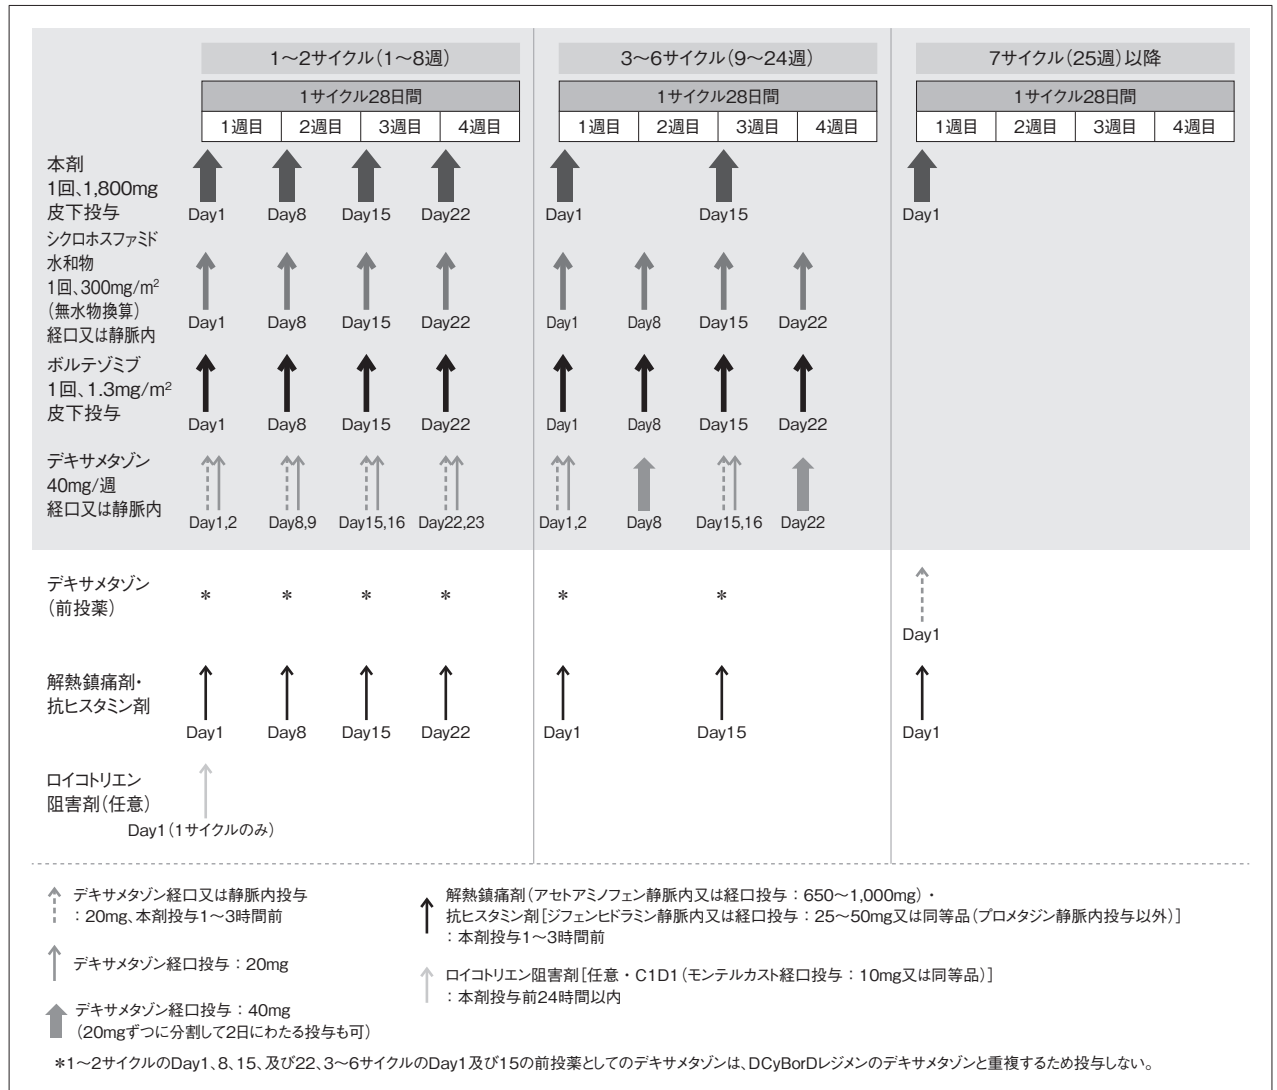 1～2サイクル（1～8週）
3～6サイクル（9～24週）
7サイクル（25週）以降
1サイクル28日間
1サイクル28日間
1サイクル28日間
1週目 2週目 3週目 4週目
1週目 2週目 3週目 4週目
1週目 2週目 3週目 4週目
本剤
1回、1,800mg
皮下投与
Day1 Day8 Day15 Day22 Day1 Day15 Day1
シクロホスファミド
水和物
1回、300mg/m²
（無水物換算）
経口又は静脈内
Day1 Day8 Day15 Day22 Day1 Day8 Day15 Day22
ボルテゾミブ
1回、1.3mg/m²
皮下投与
Day1 Day8 Day15 Day22 Day1 Day8 Day15 Day22
デキサメタゾン
40mg/週
経口又は静脈内
Day1,2 Day8,9 Day15,16 Day22,23 Day1,2 Day8 Day15,16 Day22
デキサメタゾン
（前投薬）
* * * * * *
Day1
解熱鎮痛剤・
抗ヒスタミン剤
Day1 Day8 Day15 Day22 Day1 Day15 Day1
ロイコトリエン
阻害剤（任意）
Day1（1サイクルのみ）
デキサメタゾン経口又は静脈内投与
：20mg、本剤投与1～3時間前
デキサメタゾン経口投与：20mg
デキサメタゾン経口投与：40mg
（20mgずつに分割して2日にわたる投与も可）
解熱鎮痛剤（アセトアミノフェン静脈内又は経口投与：650～1,000mg）・
抗ヒスタミン剤［ジフェンヒドラミン静脈内又は経口投与：25～50mg又は同等品（プロメタジン静脈内投与以外）］
：本剤投与1～3時間前
ロイコトリエン阻害剤［任意・C1D1（モンテルカスト経口投与：10mg又は同等品）］
：本剤投与前24時間以内
*1～2サイクルのDay1、8、15、及び22、3～6サイクルのDay1及び15の前投薬としてのデキサメタゾンは、DCyBorDレジメンのデキサメタゾンと重複するため投与しない。